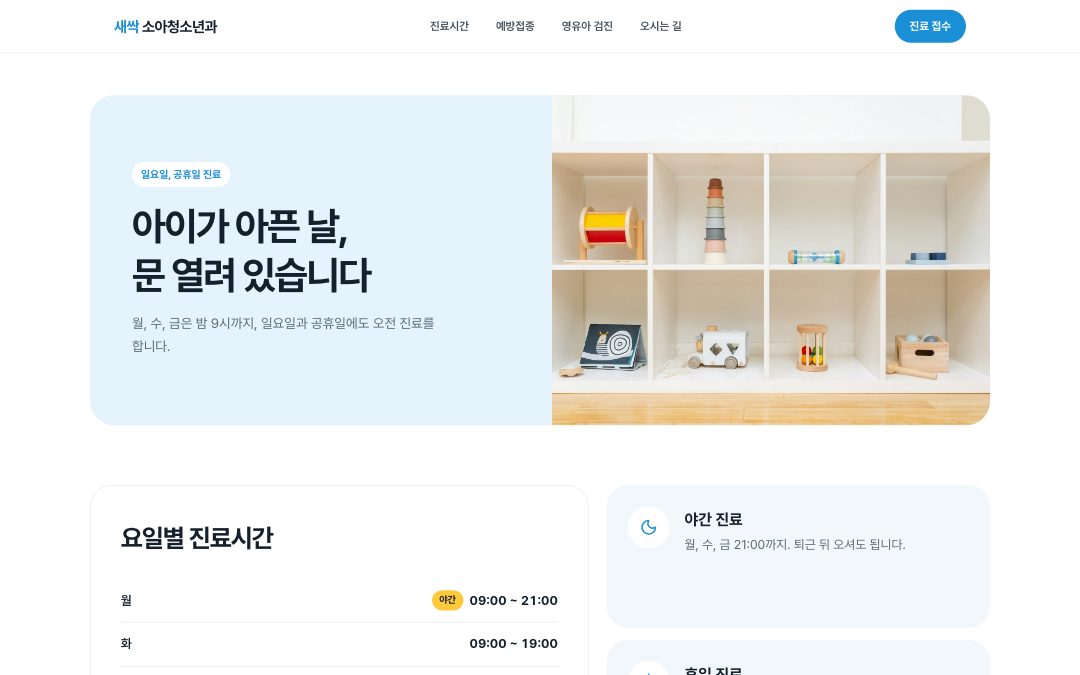 새싹 소아청소년과
진료시간
예방접종
영유아 검진
오시는 길
진료 접수
일요일, 공휴일 진료
아이가 아픈 날,
문 열려 있습니다
월, 수, 금은 밤 9시까지, 일요일과 공휴일에도 오전 진료를
합니다.
요일별 진료시간
월 야간 09:00 ~ 21:00
화 09:00 ~ 19:00
야간 진료
월, 수, 금 21:00까지. 퇴근 뒤 오셔도 됩니다.
휴일 진료